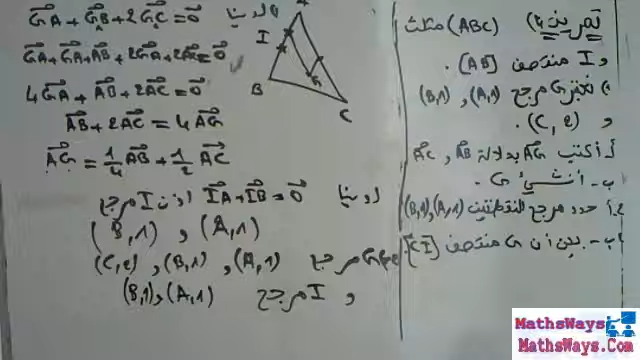 تمرين 4) (ABC) مثلث
و I منتصف [AB].
1) نعتبر G مرجح (A,1)، (B,1)
و (C,2).
أ. أكتب AG بدلالة AB و AC
ب - أنشئ G.
2. أ. حدد مرجح النقطتين (A,1)، (B,1)
ب - بين أن G منتصف [CI]
لدينا GA + GB + 2GC = 0
GA + GA + AB + 2GA + 2AC = 0
4GA + AB + 2AC = 0
AB + 2AC = 4AG
AG = 1/4 AB + 1/2 AC
A
I
G
B
C
لدينا IA + IB = 0 اذن I مرجح
(A,1) و (B,1)
G مرجح (A,1)، (B,1)، (C,2)
و I مرجح (A,1)، (B,1)
MathsWays
MathsWays.Com